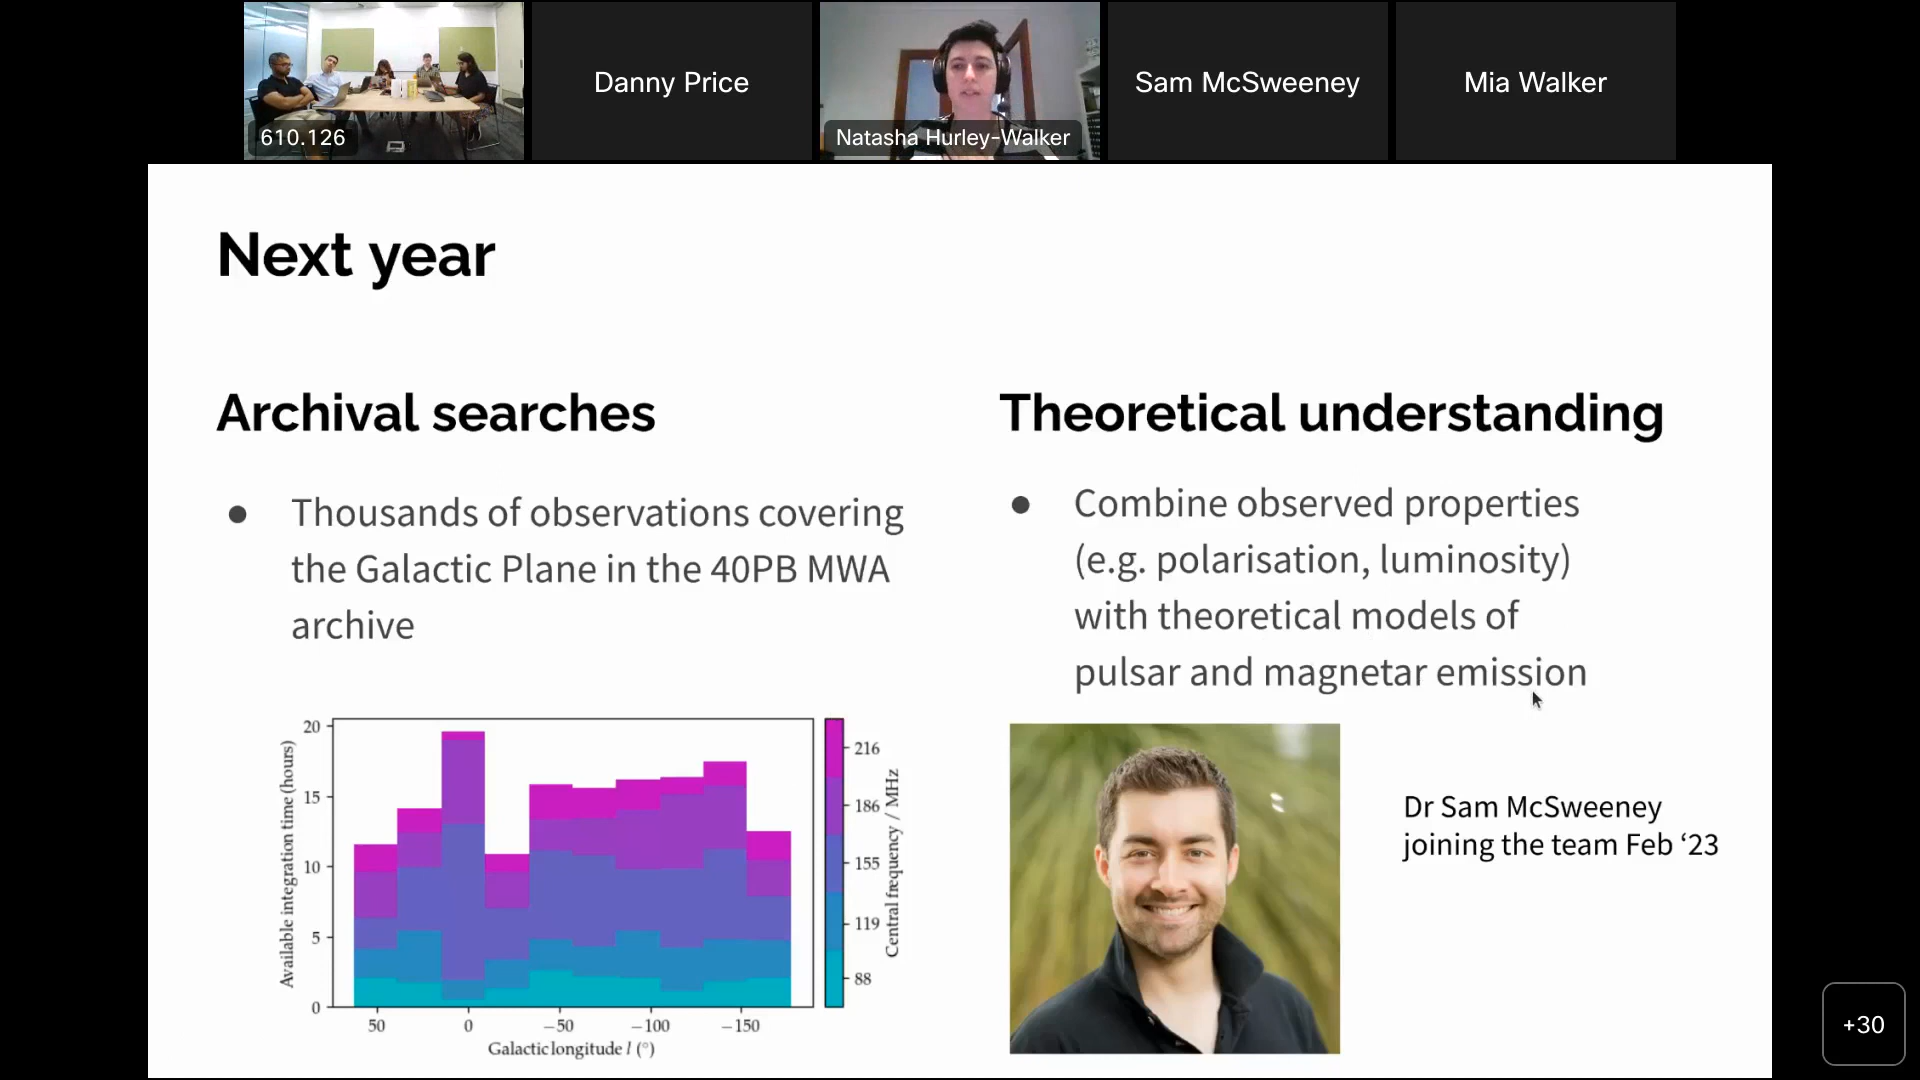 610.126
Danny Price
Natasha Hurley-Walker
Sam McSweeney
Mia Walker
Next year
Archival searches
● Thousands of observations covering
the Galactic Plane in the 40PB MWA
archive
20
15
10
5
0
Available integration time (hours)
50 0 −50 −100 −150
Galactic longitude l (°)
216
186
155
119
88
Central frequency / MHz
Theoretical understanding
● Combine observed properties
(e.g. polarisation, luminosity)
with theoretical models of
pulsar and magnetar emission
Dr Sam McSweeney
joining the team Feb ‘23
+30